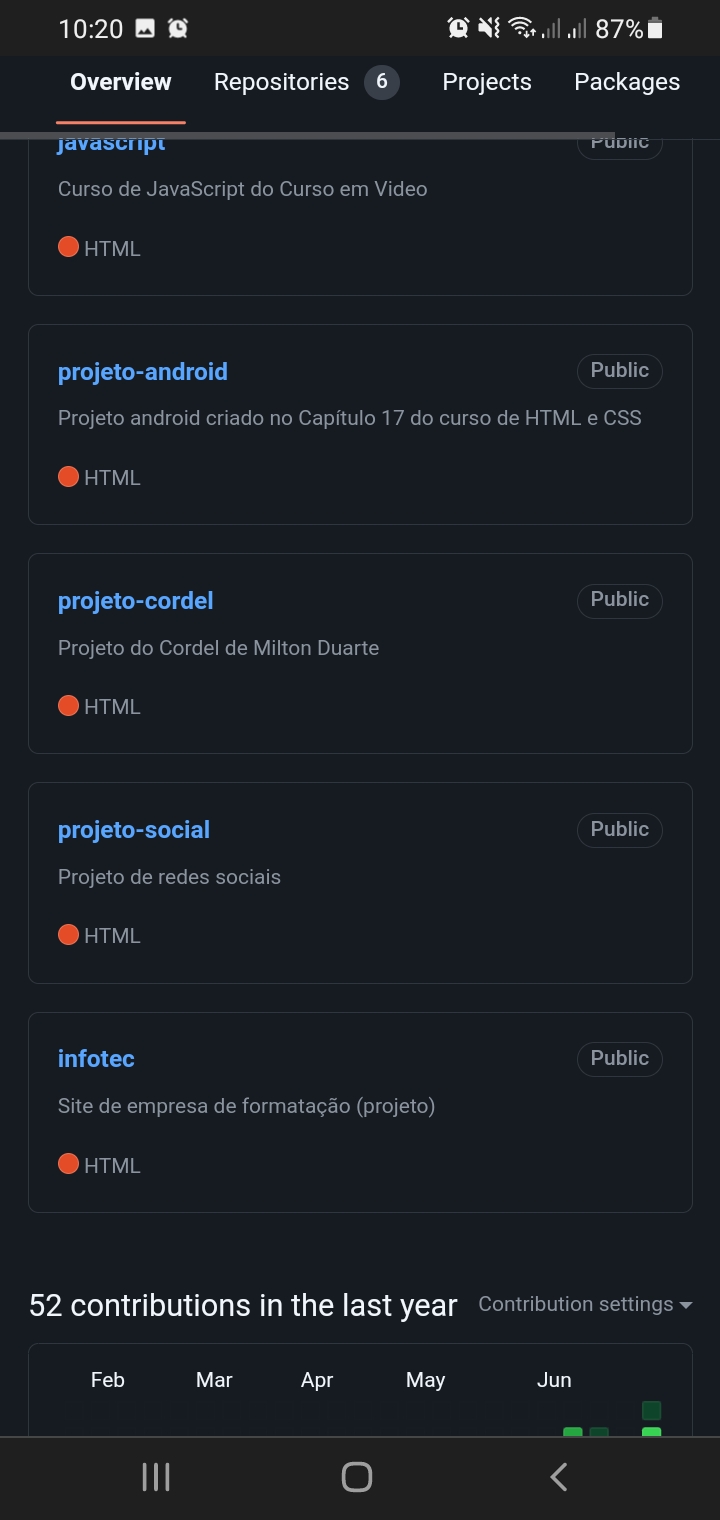 10:20 87%
Overview Repositories 6 Projects Packages
javascript Public
Curso de JavaScript do Curso em Video
HTML
projeto-android Public
Projeto android criado no Capítulo 17 do curso de HTML e CSS
HTML
projeto-cordel Public
Projeto do Cordel de Milton Duarte
HTML
projeto-social Public
Projeto de redes sociais
HTML
infotec Public
Site de empresa de formatação (projeto)
HTML
52 contributions in the last year Contribution settings
Feb Mar Apr May Jun